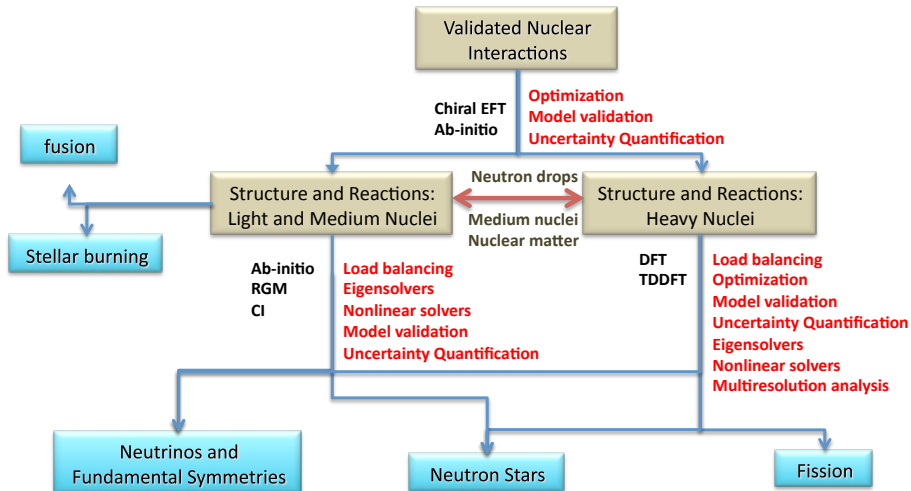 Validated Nuclear
Interactions
Chiral EFT
Ab-initio
Optimization
Model validation
Uncertainty Quantification
fusion
Stellar burning
Structure and Reactions:
Light and Medium Nuclei
Neutron drops
Medium nuclei
Nuclear matter
Structure and Reactions:
Heavy Nuclei
Ab-initio
RGM
CI
Load balancing
Eigensolvers
Nonlinear solvers
Model validation
Uncertainty Quantification
DFT
TDDFT
Load balancing
Optimization
Model validation
Uncertainty Quantification
Eigensolvers
Nonlinear solvers
Multiresolution analysis
Neutrinos and
Fundamental Symmetries
Neutron Stars
Fission